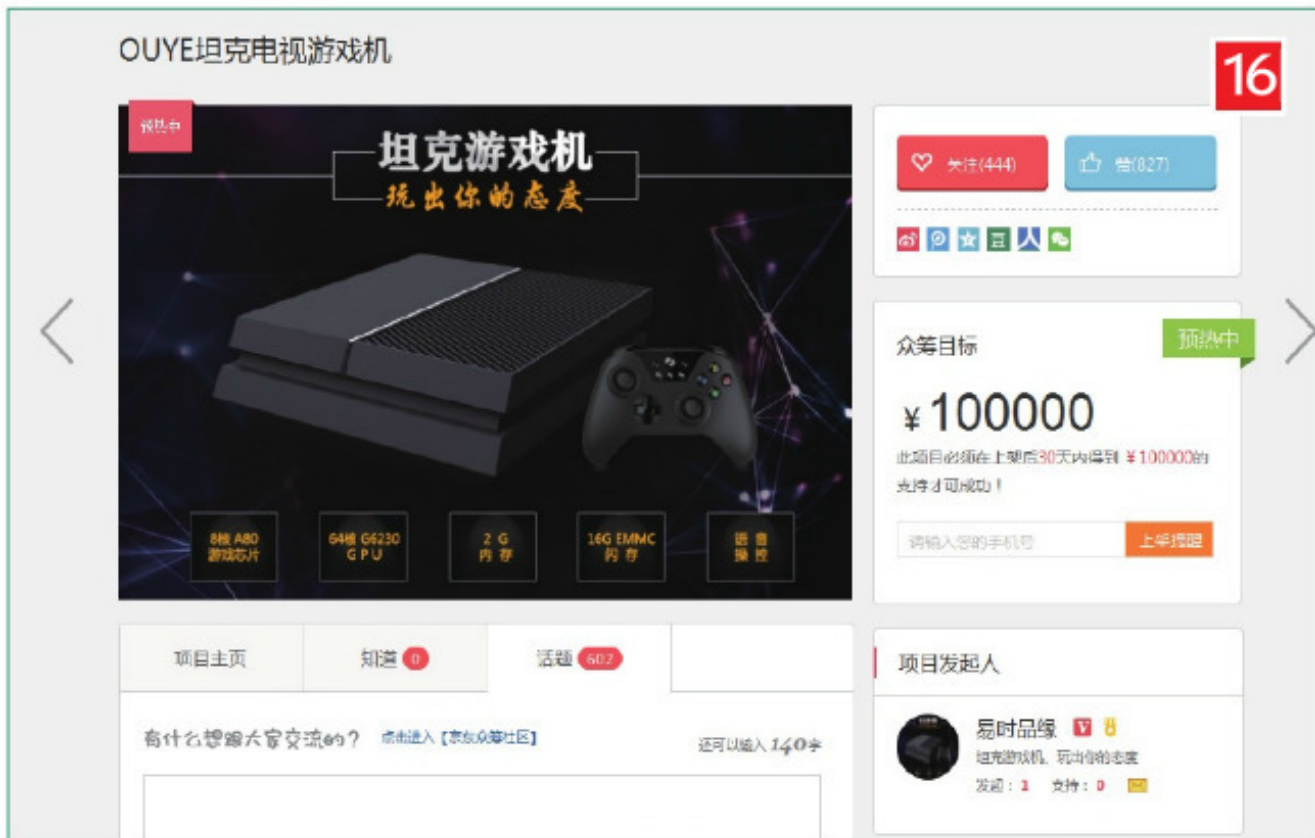 OUYE坦克电视游戏机
16
预热中
坦克游戏机
玩出你的态度
8核 A80
游戏芯片
64核 G6230
GPU
2 G
内 存
16G EMMC
闪 存
语 音
操 控
关注(444)
赞(827)
众筹目标
预热中
¥ 100000
此项目必须在上架后30天内得到 ¥100000的
支持才可成功！
请输入您的手机号
上架提醒
项目主页
知道 0
话题 602
有什么想跟大家交流的？ 点击进入【京东众筹社区】
还可以输入 140字
项目发起人
易时品缘
坦克游戏机、玩出你的态度
发起：1 支持：0